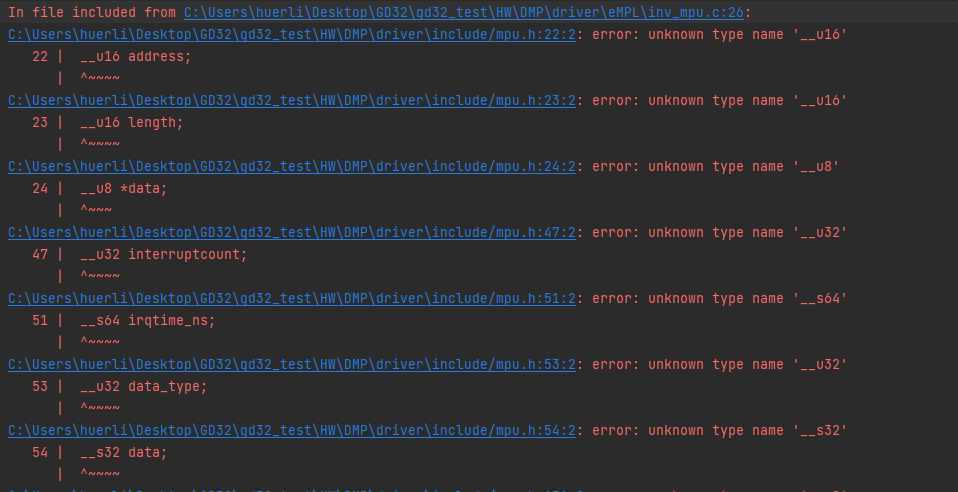 In file included from C:\Users\huerli\Desktop\GD32\gd32_test\HW\DMP\driver\eMPL\inv_mpu.c:26:
C:\Users\huerli\Desktop\GD32\gd32_test\HW\DMP\driver\include/mpu.h:22:2: error: unknown type name '__u16'
22 | __u16 address;
| ^~~~~
C:\Users\huerli\Desktop\GD32\gd32_test\HW\DMP\driver\include/mpu.h:23:2: error: unknown type name '__u16'
23 | __u16 length;
| ^~~~~
C:\Users\huerli\Desktop\GD32\gd32_test\HW\DMP\driver\include/mpu.h:24:2: error: unknown type name '__u8'
24 | __u8 *data;
| ^~~~
C:\Users\huerli\Desktop\GD32\gd32_test\HW\DMP\driver\include/mpu.h:47:2: error: unknown type name '__u32'
47 | __u32 interruptcount;
| ^~~~~
C:\Users\huerli\Desktop\GD32\gd32_test\HW\DMP\driver\include/mpu.h:51:2: error: unknown type name '__s64'
51 | __s64 irqtime_ns;
| ^~~~~
C:\Users\huerli\Desktop\GD32\gd32_test\HW\DMP\driver\include/mpu.h:53:2: error: unknown type name '__u32'
53 | __u32 data_type;
| ^~~~~
C:\Users\huerli\Desktop\GD32\gd32_test\HW\DMP\driver\include/mpu.h:54:2: error: unknown type name '__s32'
54 | __s32 data;
| ^~~~~